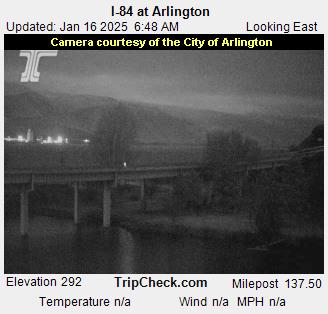 I-84 at Arlington
Updated: Jan 16 2025  6:48 AM  Looking East
Camera courtesy of the City of Arlington
Elevation 292  TripCheck.com  Milepost 137.50
Temperature n/a  Wind n/a  MPH n/a